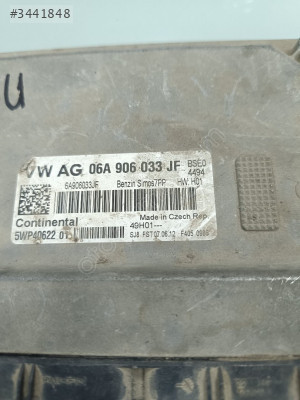 #3441848
VW AG 06A 906 033 JF BSE0
6A906033JF Benzin Simos7PP HW: H01 4494
Made in Czech Rep.
Continental 49H01---
5WP40622 01